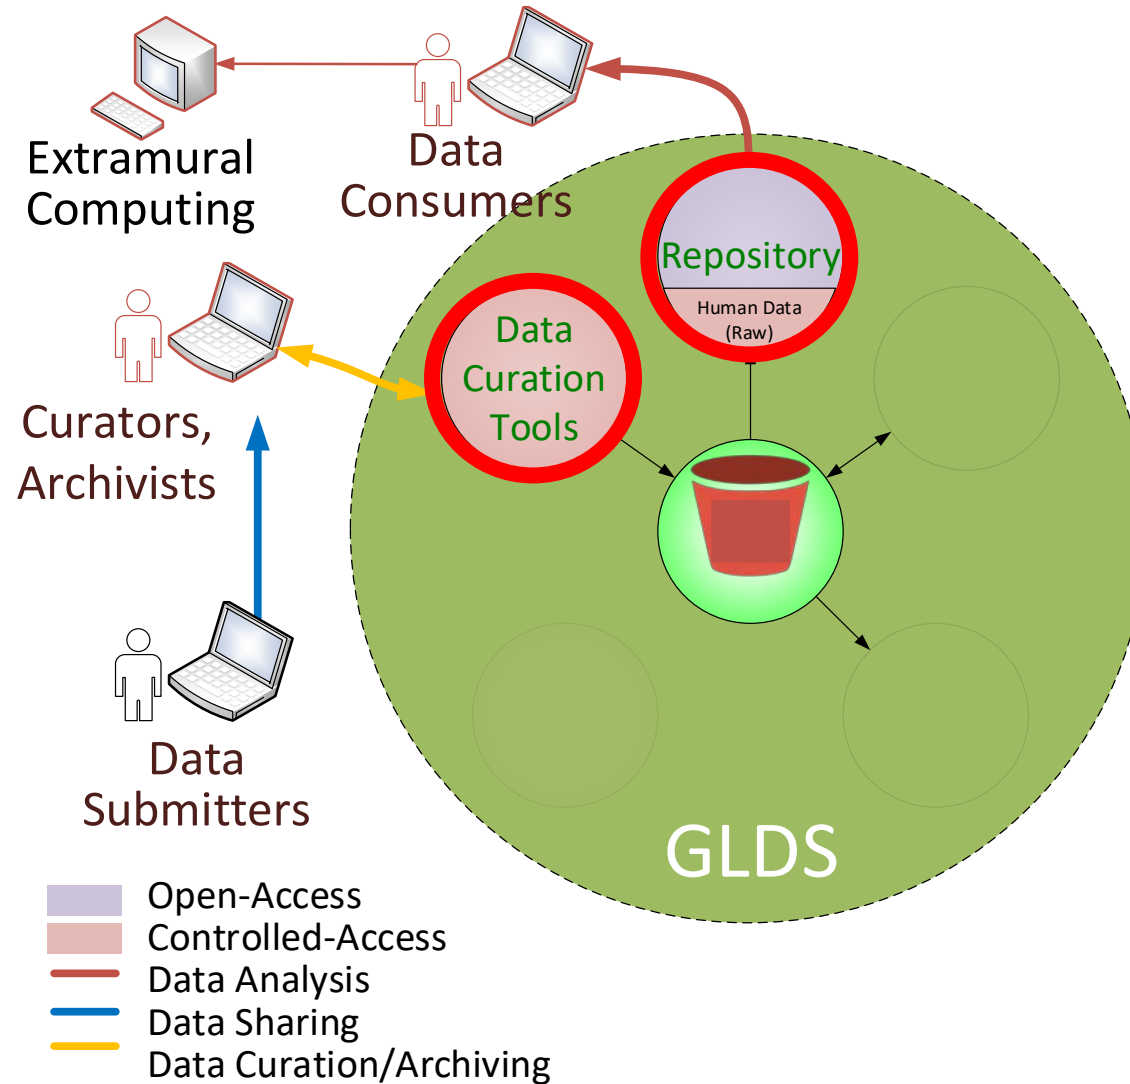 Extramural
Computing
Data
Consumers
Repository
Human Data
(Raw)
Data
Curation
Tools
Curators,
Archivists
Data
Submitters
GLDS
Open-Access
Controlled-Access
Data Analysis
Data Sharing
Data Curation/Archiving